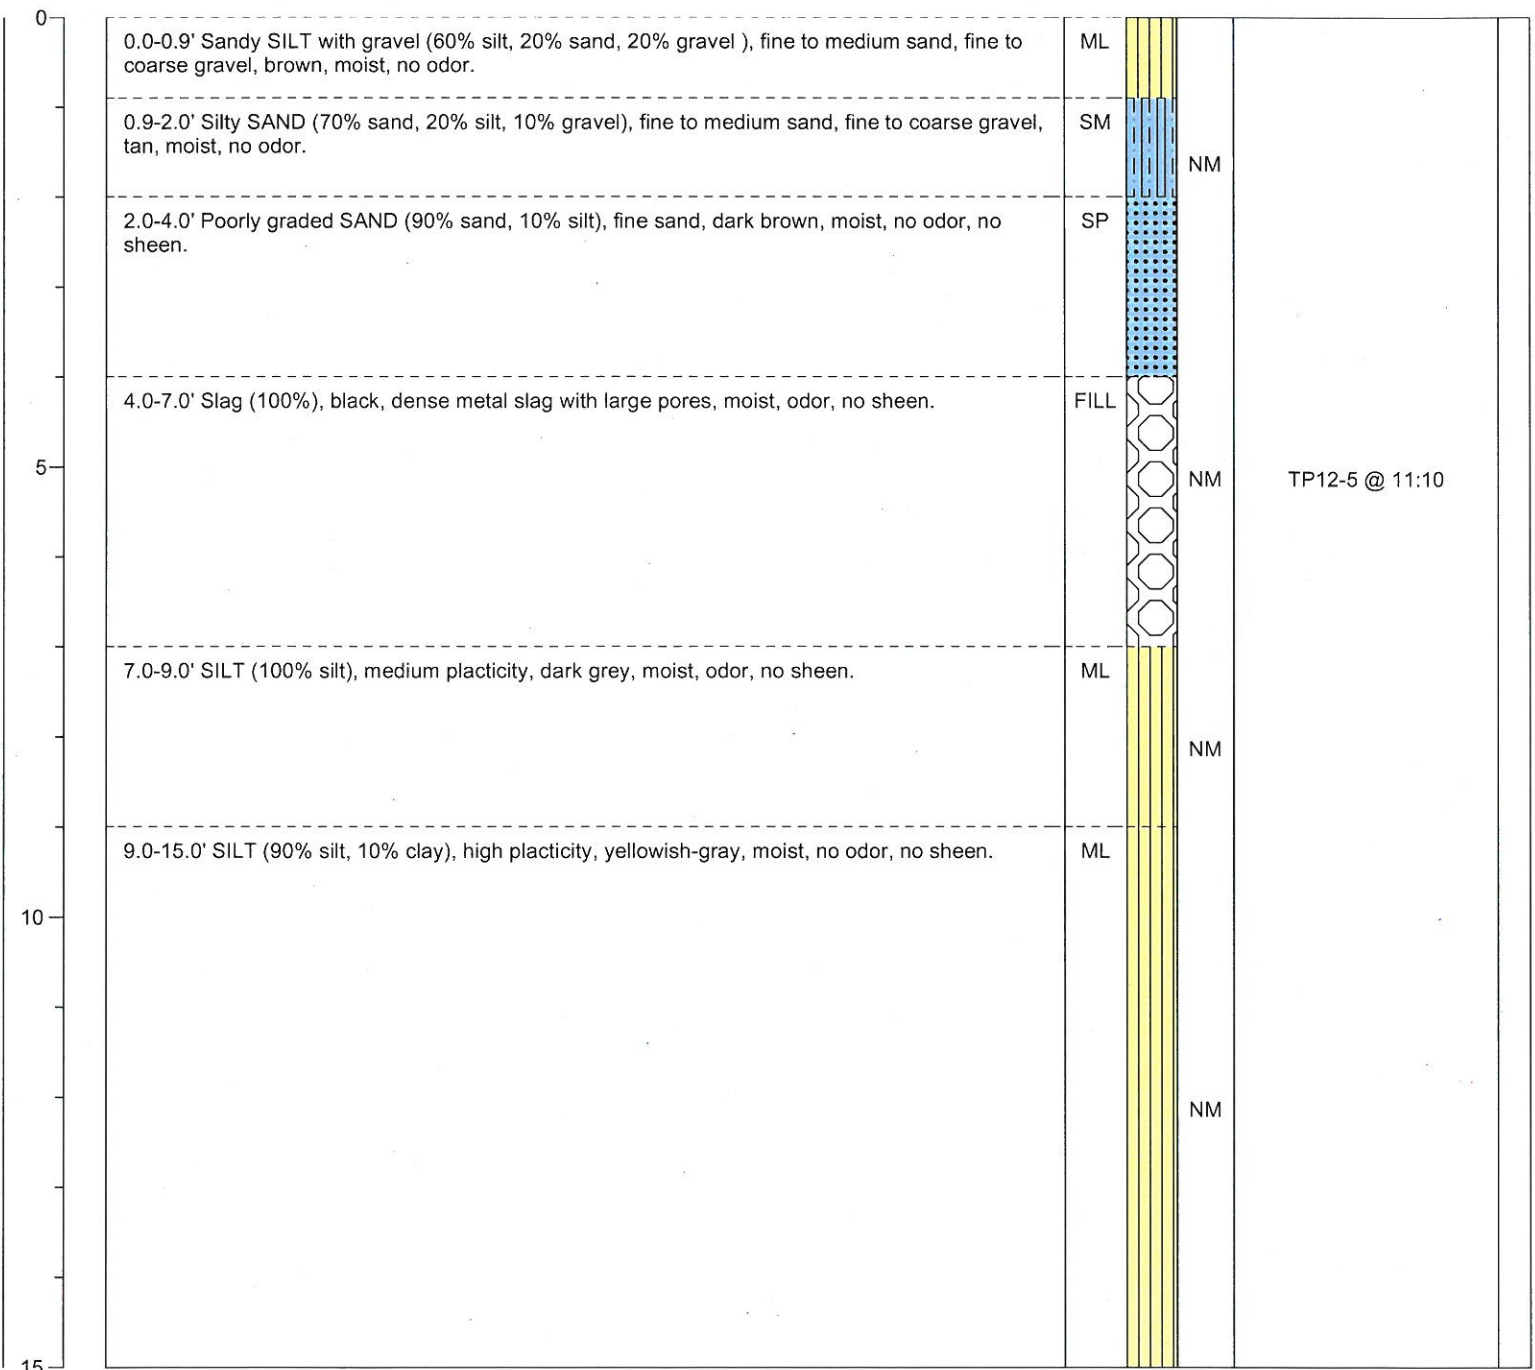 0
0.0-0.9' Sandy SILT with gravel (60% silt, 20% sand, 20% gravel ), fine to medium sand, fine to
coarse gravel, brown, moist, no odor.
ML
0.9-2.0' Silty SAND (70% sand, 20% silt, 10% gravel), fine to medium sand, fine to coarse gravel,
tan, moist, no odor.
SM
NM
2.0-4.0' Poorly graded SAND (90% sand, 10% silt), fine sand, dark brown, moist, no odor, no
sheen.
SP
4.0-7.0' Slag (100%), black, dense metal slag with large pores, moist, odor, no sheen.
FILL
5
NM
TP12-5 @ 11:10
7.0-9.0' SILT (100% silt), medium placticity, dark grey, moist, odor, no sheen.
ML
NM
9.0-15.0' SILT (90% silt, 10% clay), high placticity, yellowish-gray, moist, no odor, no sheen.
ML
10
NM
15